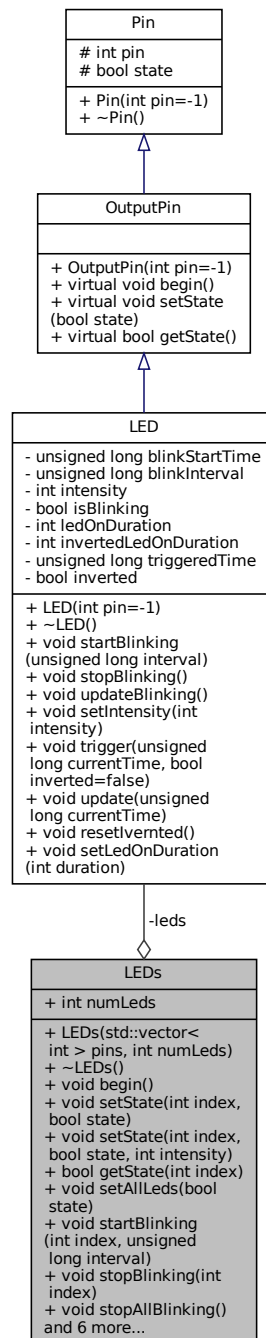 Pin
# int pin
# bool state
+ Pin(int pin=-1)
+ ~Pin()
OutputPin
+ OutputPin(int pin=-1)
+ virtual void begin()
+ virtual void setState
(bool state)
+ virtual bool getState()
LED
- unsigned long blinkStartTime
- unsigned long blinkInterval
- int intensity
- bool isBlinking
- int ledOnDuration
- int invertedLedOnDuration
- unsigned long triggeredTime
- bool inverted
+ LED(int pin=-1)
+ ~LED()
+ void startBlinking
(unsigned long interval)
+ void stopBlinking()
+ void updateBlinking()
+ void setIntensity(int
intensity)
+ void trigger(unsigned
long currentTime, bool
inverted=false)
+ void update(unsigned
long currentTime)
+ void resetIvernted()
+ void setLedOnDuration
(int duration)
-leds
LEDs
+ int numLeds
+ LEDs(std::vector<
int > pins, int numLeds)
+ ~LEDs()
+ void begin()
+ void setState(int index,
bool state)
+ void setState(int index,
bool state, int intensity)
+ bool getState(int index)
+ void setAllLeds(bool
state)
+ void startBlinking
(int index, unsigned
long interval)
+ void stopBlinking(int
index)
+ void stopAllBlinking()
and 6 more...